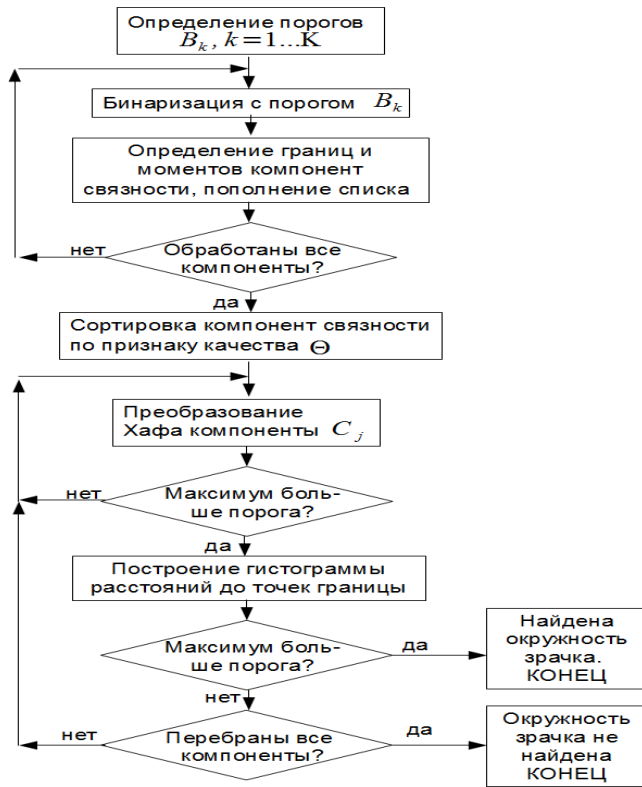 Определение порогов
B_k, k=1...K
Бинаризация с порогом B_k
Определение границ и
моментов компонент
связности, пополнение списка
нет
Обработаны все
компоненты?
да
Сортировка компонент связности
по признаку качества Θ
Преобразование
Хафа компоненты C_j
нет
Максимум боль-
ше порога?
да
Построение гистограммы
расстояний до точек границы
Максимум боль-
ше порога?
да
Найдена
окружность
зрачка.
КОНЕЦ
нет
нет
Перебраны все
компоненты?
да
Окружность
зрачка не
найдена
КОНЕЦ